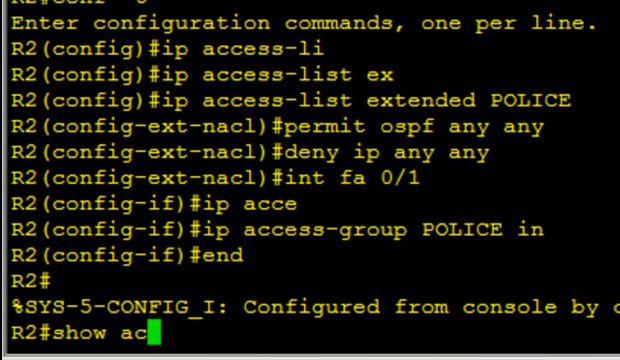 Enter configuration commands, one per line.
R2(config)#ip access-li
R2(config)#ip access-list ex
R2(config)#ip access-list extended POLICE
R2(config-ext-nacl)#permit ospf any any
R2(config-ext-nacl)#deny ip any any
R2(config-ext-nacl)#int fa 0/1
R2(config-if)#ip acce
R2(config-if)#ip access-group POLICE in
R2(config-if)#end
R2#
%SYS-5-CONFIG_I: Configured from console by
R2#show ac